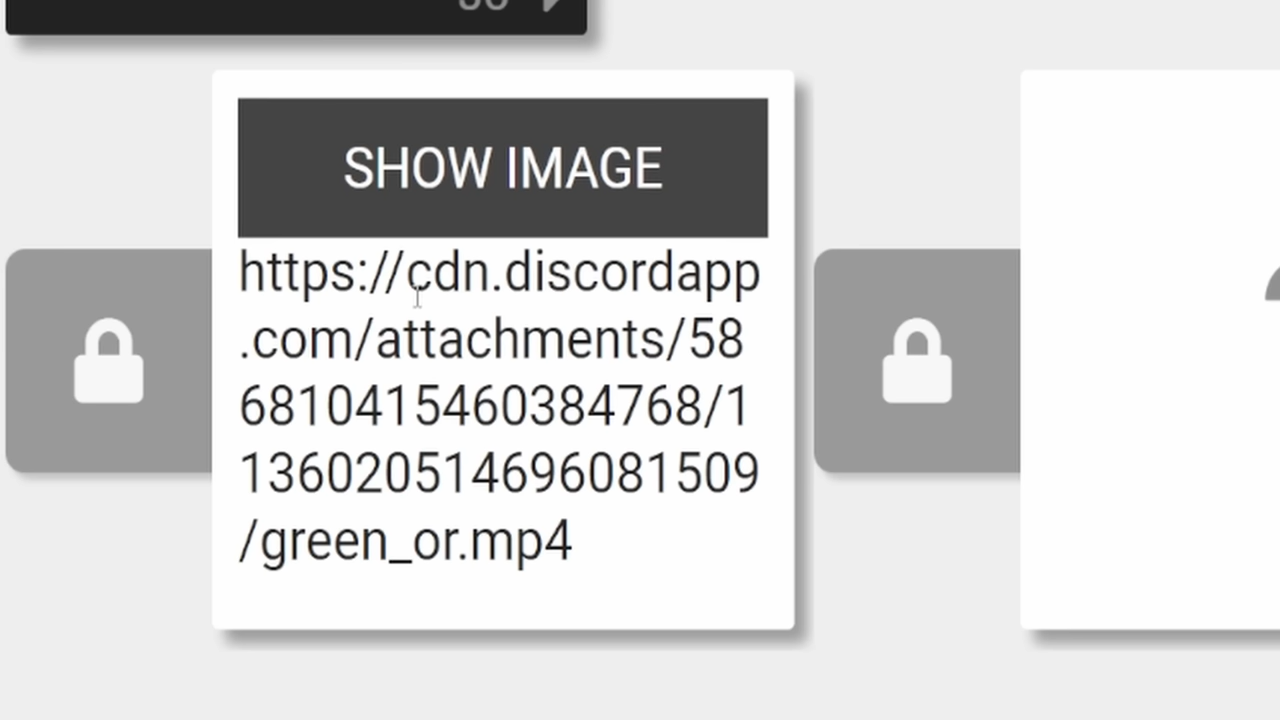 SHOW IMAGE
https://cdn.discordapp
.com/attachments/58
6810415460384768/1
136020514696081509
/green_or.mp4